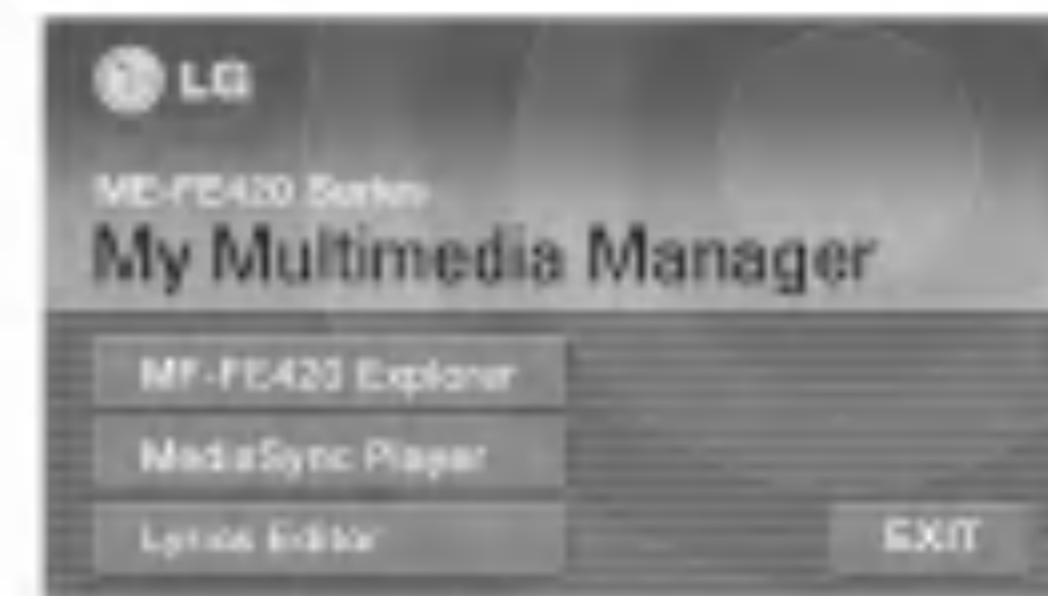 LG
MF-FE420 Series
My Multimedia Manager
MF-FE420 Explorer
MediaSync Player
Lyrics Editor
EXIT